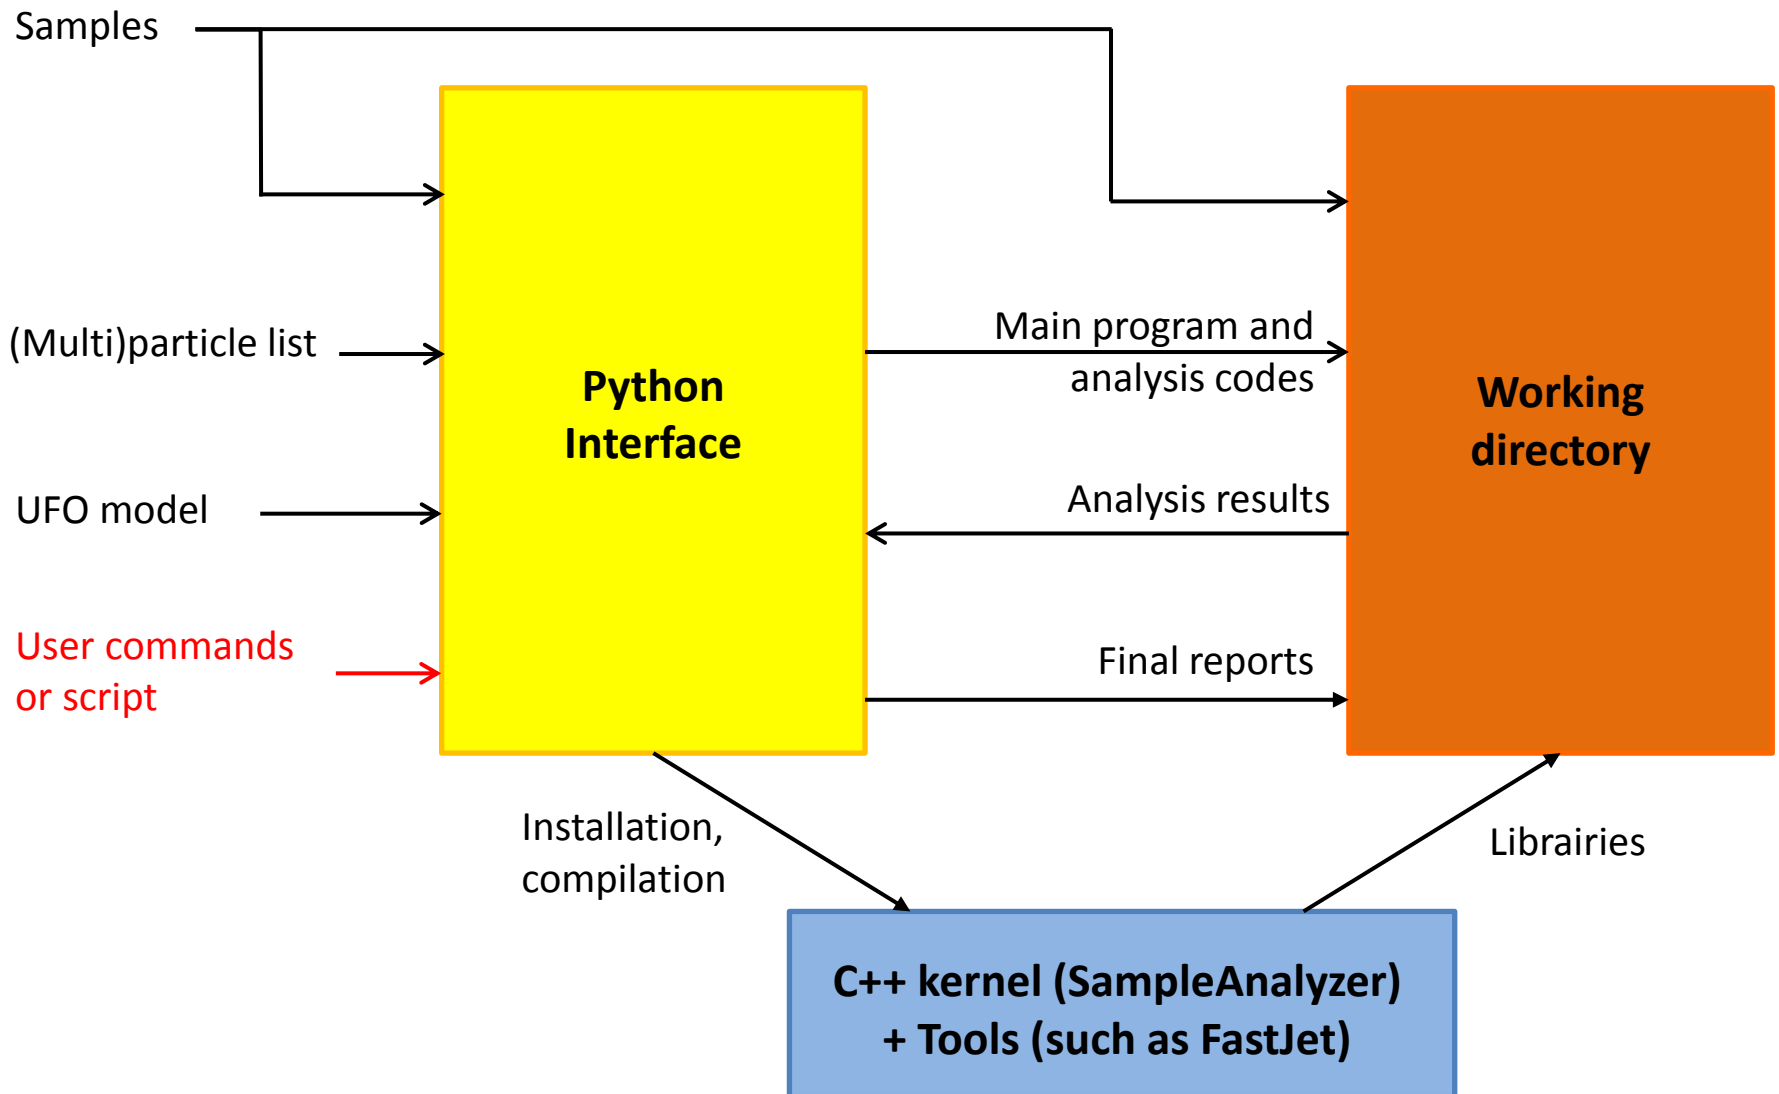 Samples
(Multi)particle list
UFO model
User commands
or script
Python
Interface
Main program and
analysis codes
Analysis results
Final reports
Working
directory
Installation,
compilation
Librairies
C++ kernel (SampleAnalyzer)
+ Tools (such as FastJet)